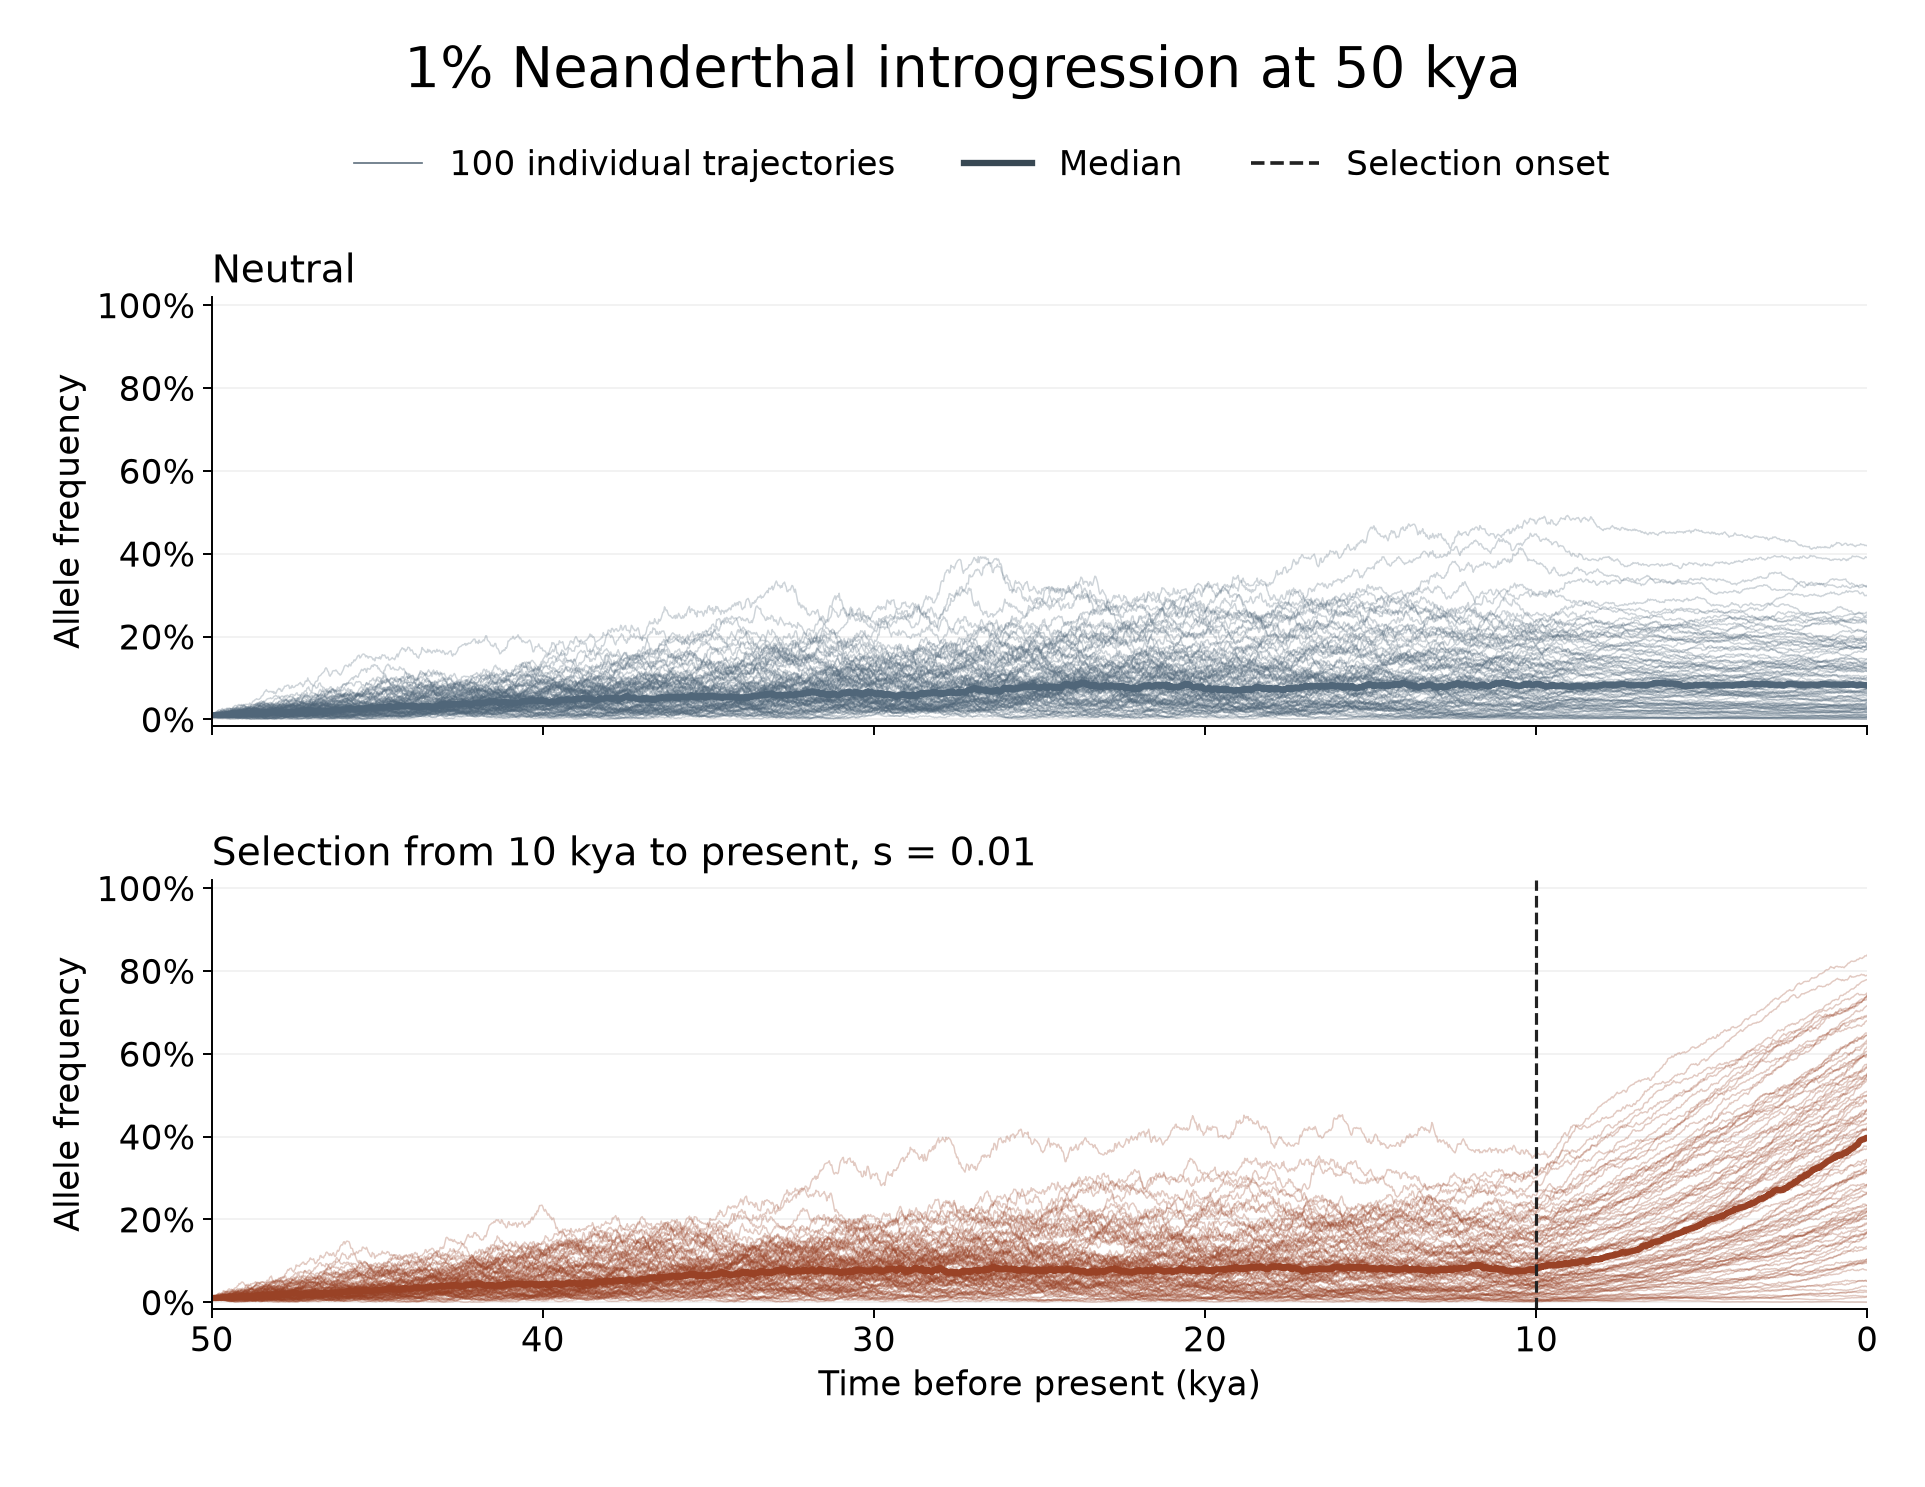 1% Neanderthal introgression at 50 kya
100 individual trajectories
Median
Selection onset
Neutral
100%
80%
60%
40%
20%
0%
Allele frequency
Selection from 10 kya to present, s = 0.01
100%
80%
60%
40%
20%
0%
Allele frequency
50 40 30 20 10 0
Time before present (kya)